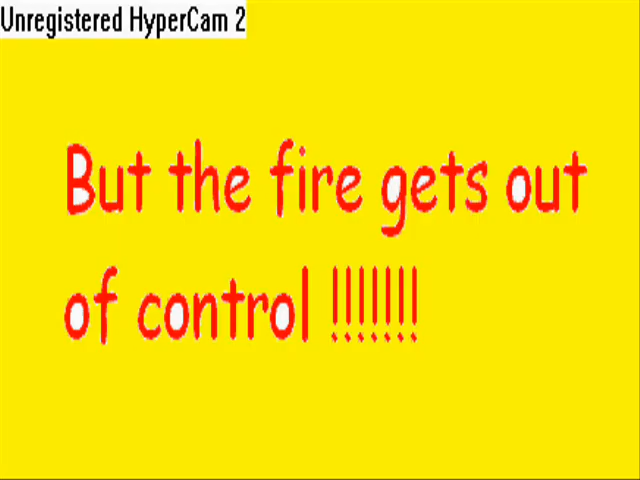 Unregistered HyperCam 2
But the fire gets out
of control !!!!!!!